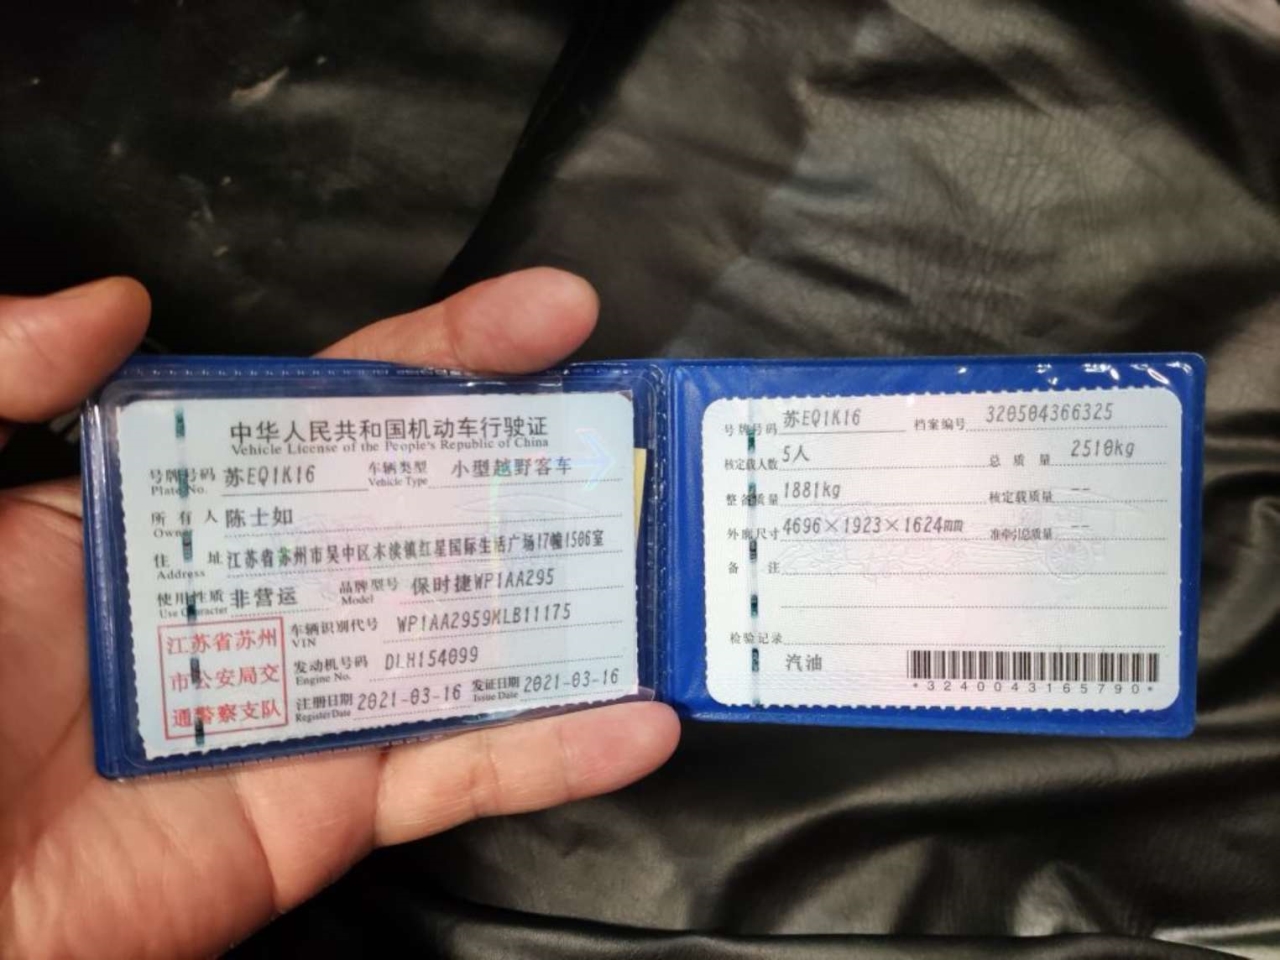 中华人民共和国机动车行驶证
Vehicle License of the People's Republic of China
号牌号码 苏EQ1K16 车辆类型 小型越野客车
Plate No. Vehicle Type
所有人 陈士如
Owner
住址 江苏省苏州市吴中区木渎镇红星国际生活广场17幢1506室
Address
使用性质 非营运 品牌型号 保时捷WP1AA295
Use Character Model
江苏省苏州
市公安局交
通警察支队
车辆识别代号 WP1AA2959MLB11175
VIN
发动机号码 DLH154099
Engine No.
注册日期 2021-03-16 发证日期 2021-03-16
Register Date Issue Date
号牌号码 苏EQ1K16 档案编号 320504366325
核定载人数 5人 总质量 2510kg
整备质量 1881kg 核定载质量 --
外廓尺寸 4696×1923×1624mm 准牵引总质量 --
备注
检验记录
汽油
*3240043165790*